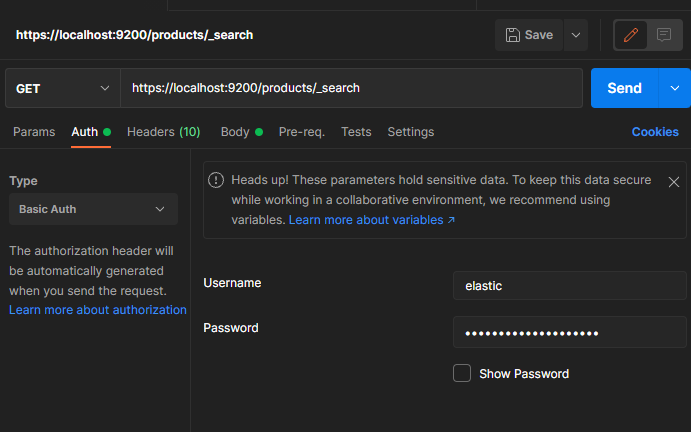 https://localhost:9200/products/_search
Save
GET
https://localhost:9200/products/_search
Send
Params Auth Headers (10) Body Pre-req. Tests Settings Cookies
Type
Basic Auth
The authorization header will
be automatically generated
when you send the request.
Learn more about authorization
Heads up! These parameters hold sensitive data. To keep this data secure
while working in a collaborative environment, we recommend using
variables. Learn more about variables ↗
Username
elastic
Password
••••••••••••••••••••
Show Password